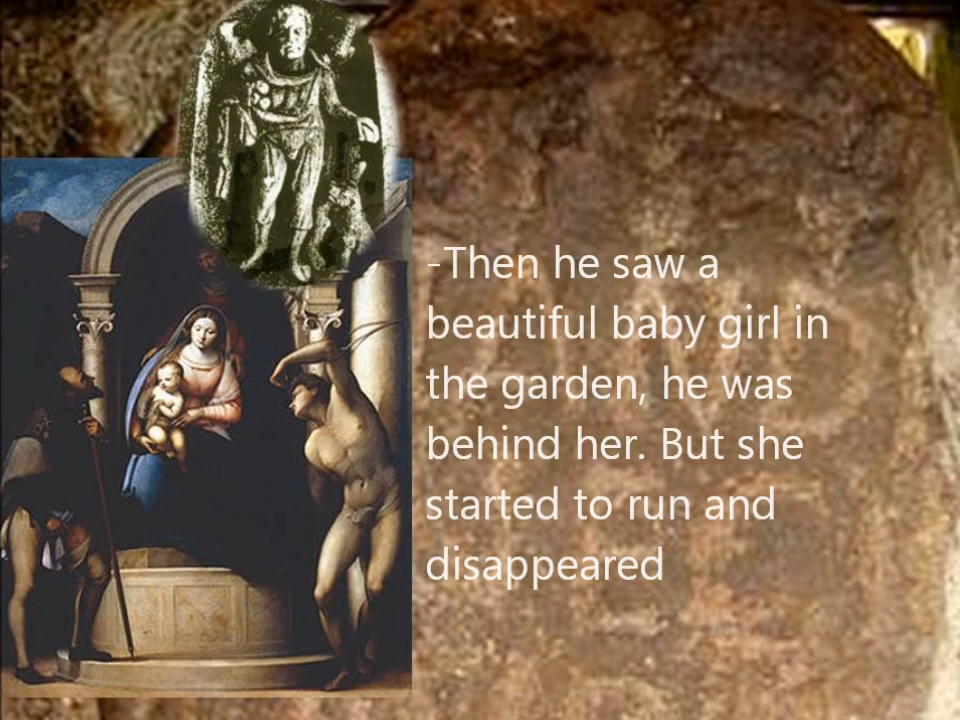 -Then he saw a
beautiful baby girl in
the garden, he was
behind her. But she
started to run and
disappeared